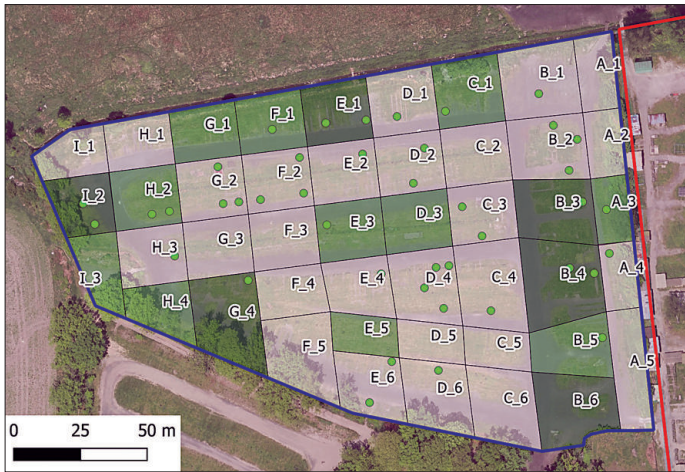 A_1
B_1
C_1
D_1
E_1
F_1
G_1
H_1
I_1
A_2
B_2
C_2
D_2
E_2
F_2
G_2
H_2
I_2
A_3
B_3
C_3
D_3
E_3
F_3
G_3
H_3
I_3
A_4
B_4
C_4
D_4
E_4
F_4
G_4
H_4
A_5
B_5
C_5
D_5
E_5
F_5
B_6
C_6
D_6
E_6
0 25 50 m